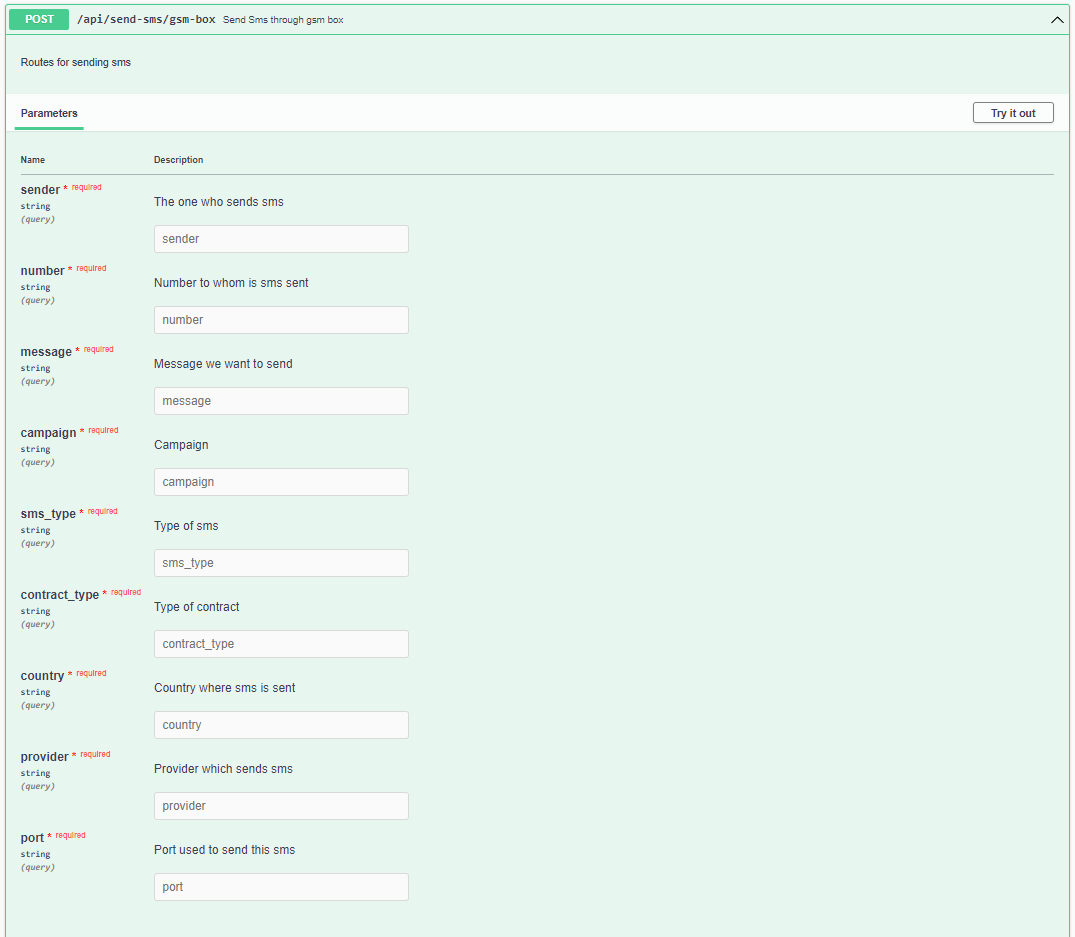 POST /api/send-sms/gsm-box Send Sms through gsm box
Routes for sending sms
Parameters Try it out
Name Description
sender * required
string
(query)
The one who sends sms
sender
number * required
string
(query)
Number to whom is sms sent
number
message * required
string
(query)
Message we want to send
message
campaign * required
string
(query)
Campaign
campaign
sms_type * required
string
(query)
Type of sms
sms_type
contract_type * required
string
(query)
Type of contract
contract_type
country * required
string
(query)
Country where sms is sent
country
provider * required
string
(query)
Provider which sends sms
provider
port * required
string
(query)
Port used to send this sms
port